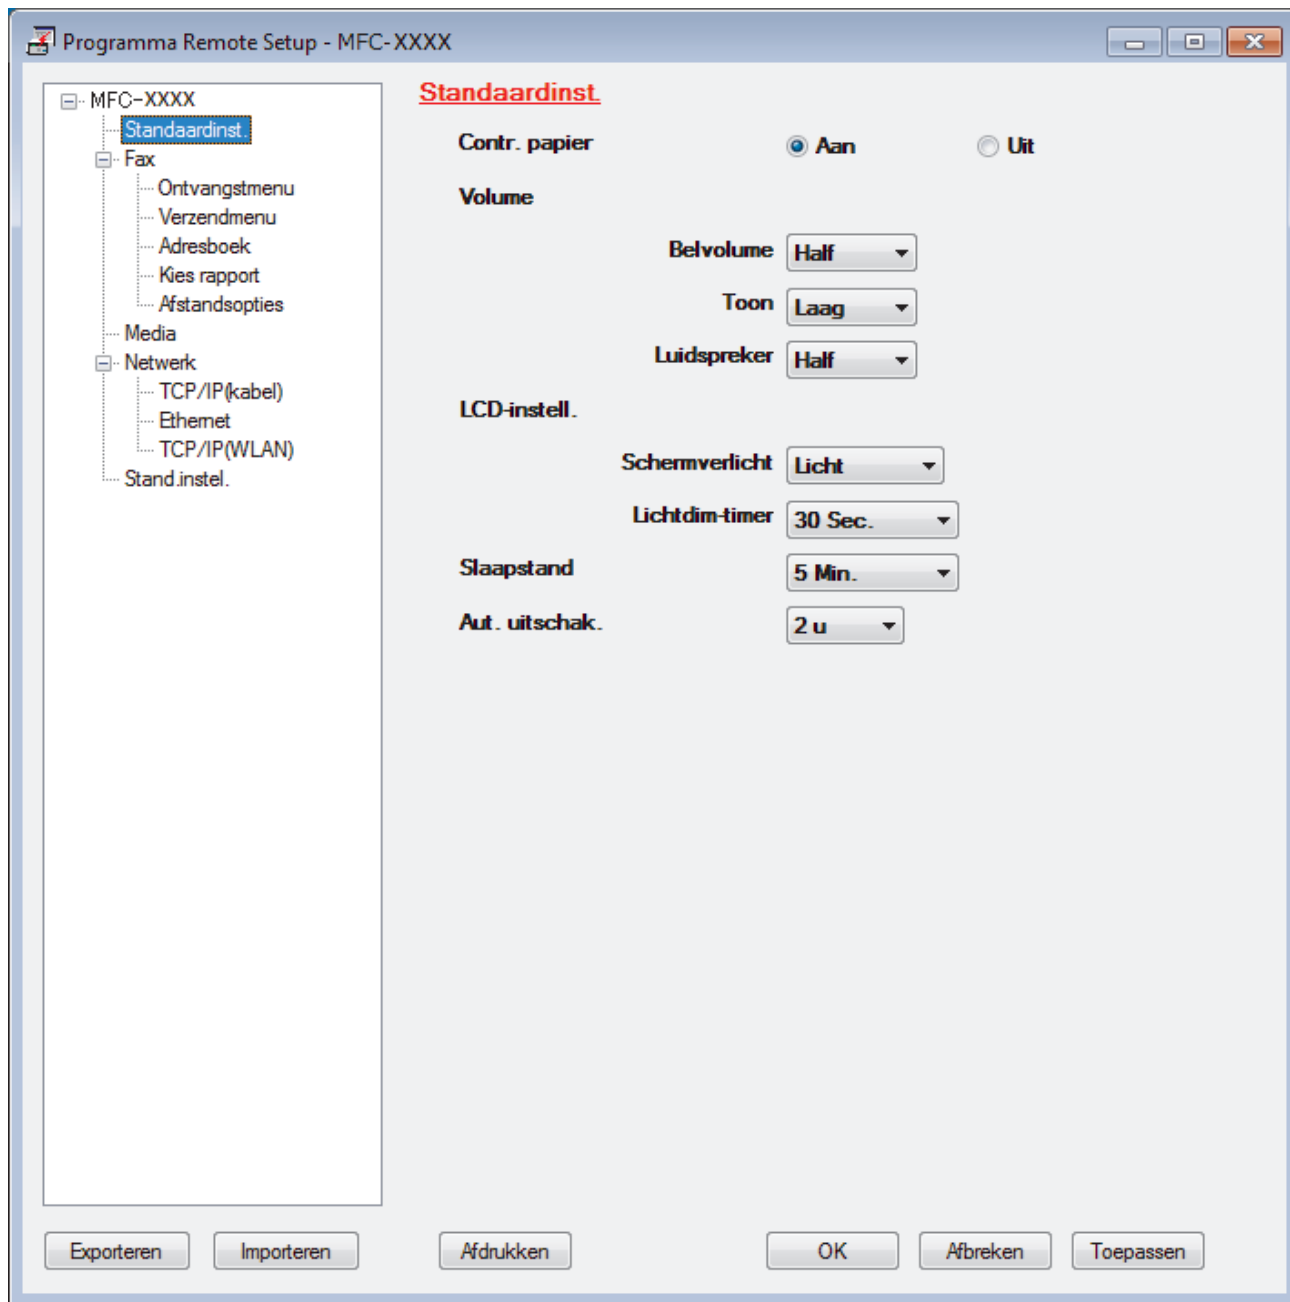 Programma Remote Setup - MFC-XXXX
MFC-XXXX
Standaardinst.
Fax
Ontvangstmenu
Verzendmenu
Adresboek
Kies rapport
Afstandsopties
Media
Netwerk
TCP/IP(kabel)
Ethernet
TCP/IP(WLAN)
Stand.instel.
Standaardinst.
Contr. papier Aan Uit
Volume
Belvolume Half
Toon Laag
Luidspreker Half
LCD-instell.
Schermverlicht Licht
Lichtdim-timer 30 Sec.
Slaapstand 5 Min.
Aut. uitschak. 2 u
Exporteren Importeren Afdrukken OK Afbreken Toepassen